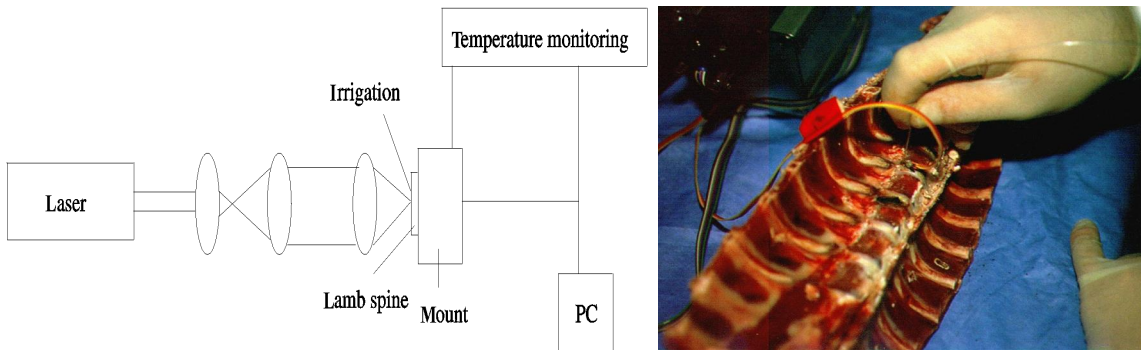 Temperature monitoring
Irrigation
Laser
Lamb spine
Mount
PC